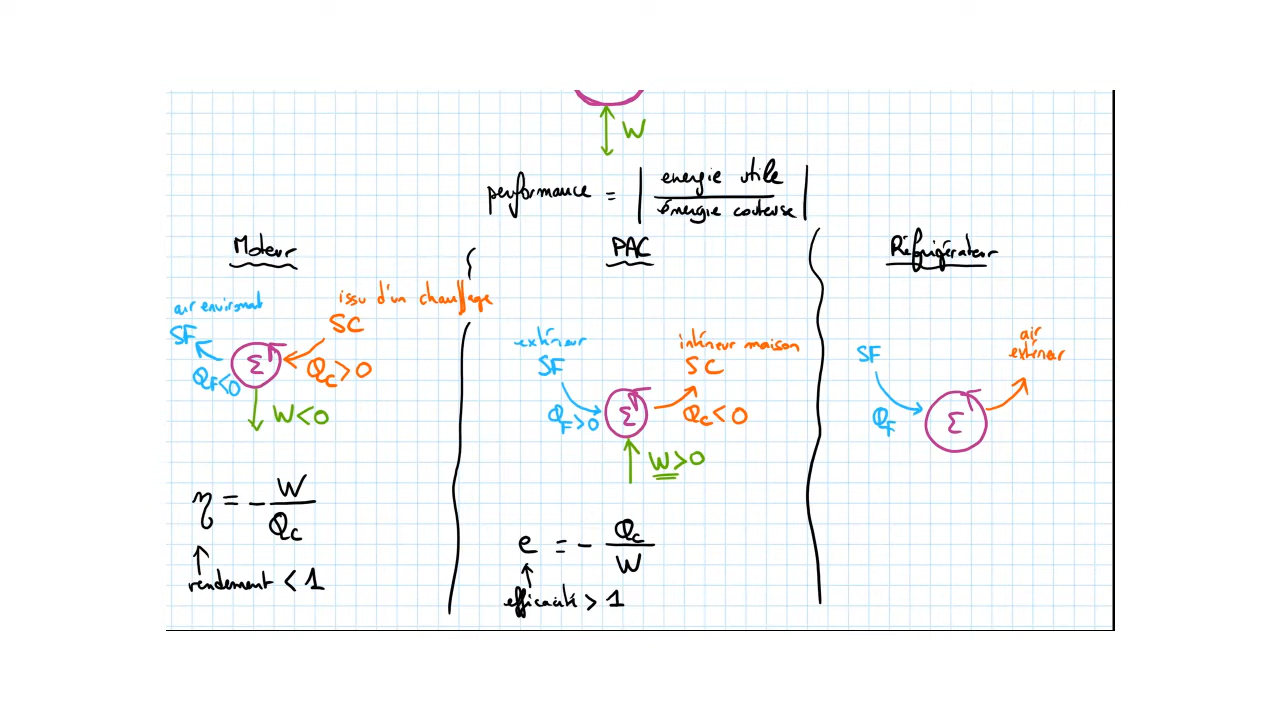 W
performance = | energie utile / énergie couteuse |
Moteur
air environnant
SF
issu d'un chauffage
SC
Σ
QF<0
Qc>0
W<0
η = - W / Qc
rendement < 1
PAC
extérieur
SF
intérieur maison
SC
Σ
QF>0
Qc<0
W>0
e = - Qc / W
efficacité > 1
Réfrigérateur
SF
air
extérieur
QF
Σ